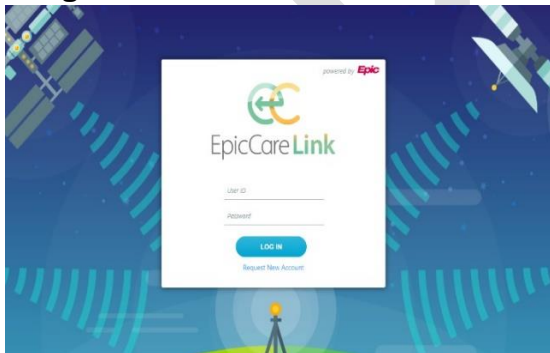 powered by Epic
EpicCare Link
User ID
Password
LOG IN
Request New Account